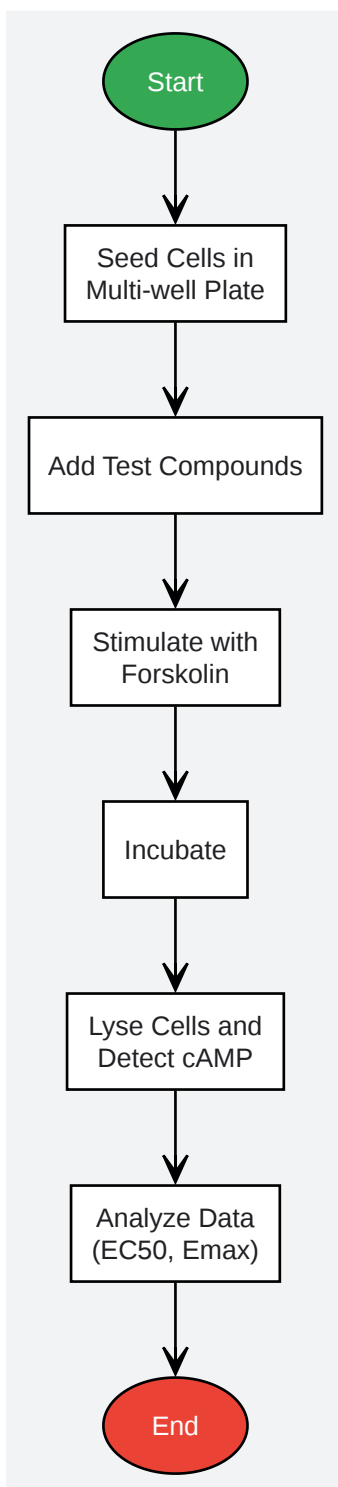 Start
Seed Cells in
Multi-well Plate
Add Test Compounds
Stimulate with
Forskolin
Incubate
Lyse Cells and
Detect cAMP
Analyze Data
(EC50, Emax)
End